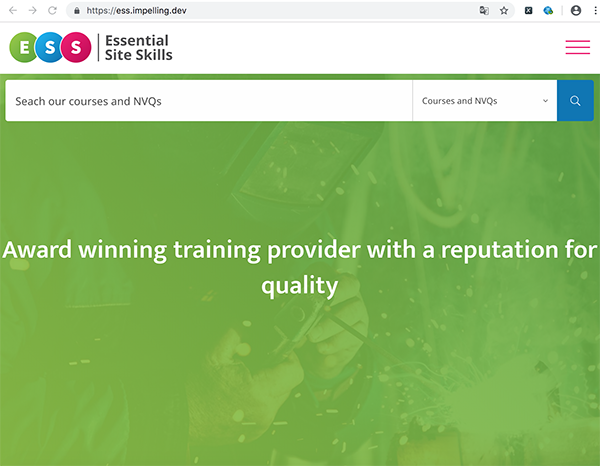 https://ess.impelling.dev
E S S
Essential
Site Skills
Seach our courses and NVQs
Courses and NVQs
Award winning training provider with a reputation for
quality